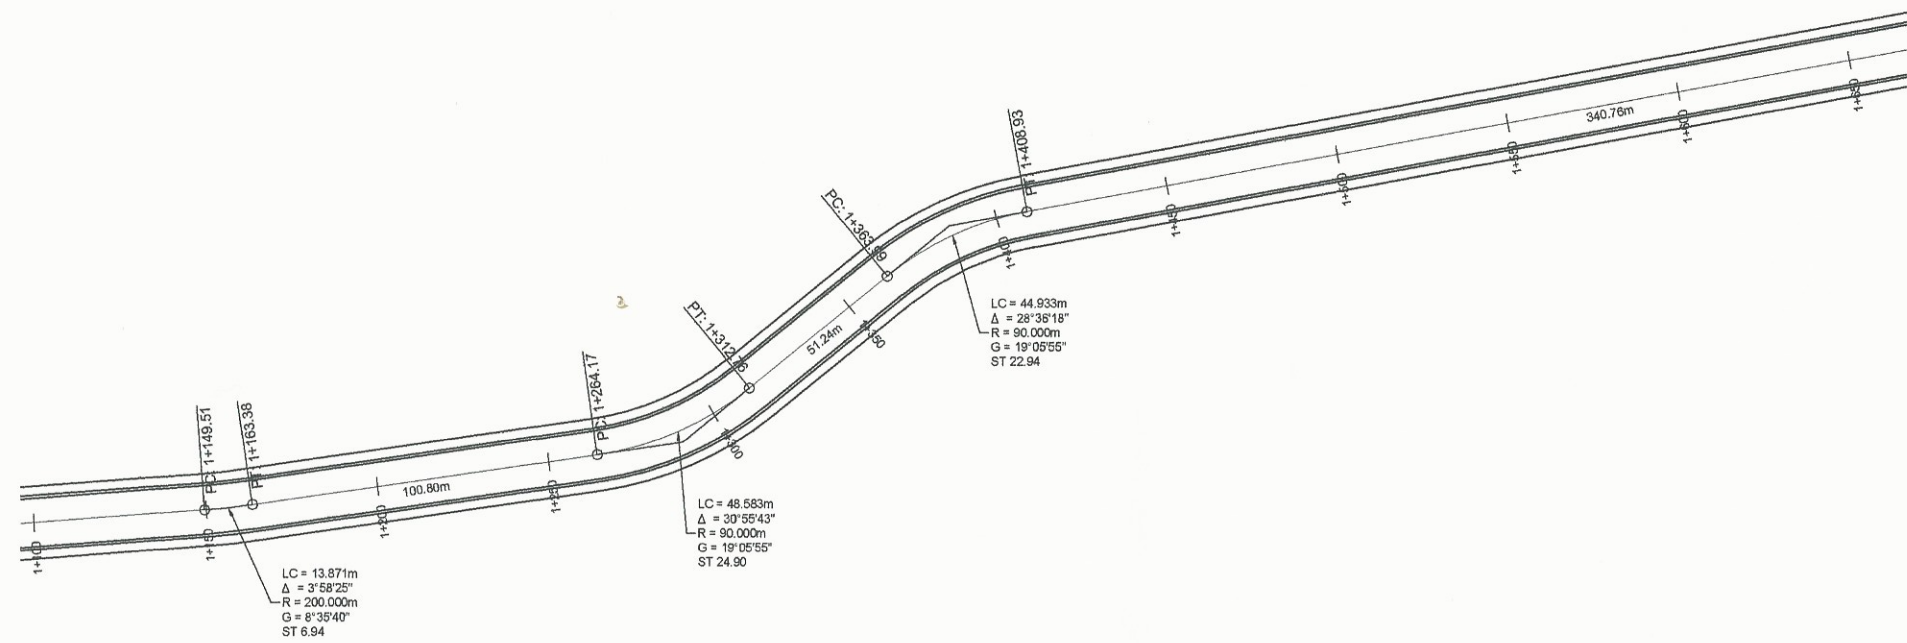 PC: 1+149.51
PT: 1+163.38
PC: 1+264.17
PT: 1+312.76
PC: 1+363.99
PT: 1+408.93
1+100
1+150
1+200
1+250
1+300
1+350
1+400
1+450
1+500
1+550
1+600
1+650
100.80m
51.24m
340.76m
LC = 13.871m
Δ = 3°58'25"
R = 200.000m
G = 8°35'40"
ST 6.94
LC = 48.583m
Δ = 30°55'43"
R = 90.000m
G = 19°05'55"
ST 24.90
LC = 44.933m
Δ = 28°36'18"
R = 90.000m
G = 19°05'55"
ST 22.94